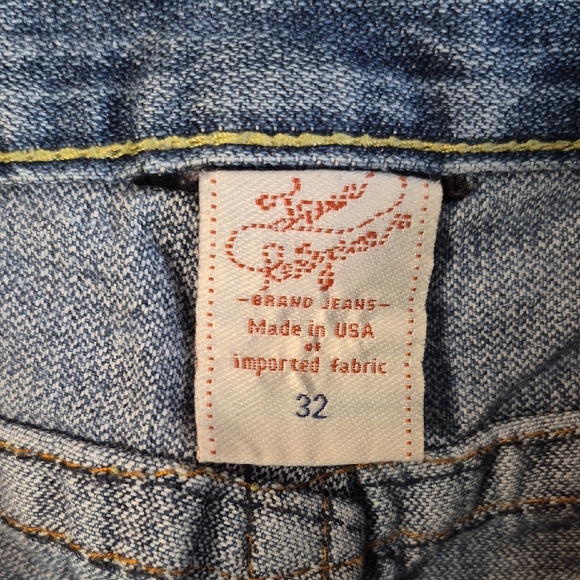 -BRAND JEANS-
Made in USA
of
imported fabric
32